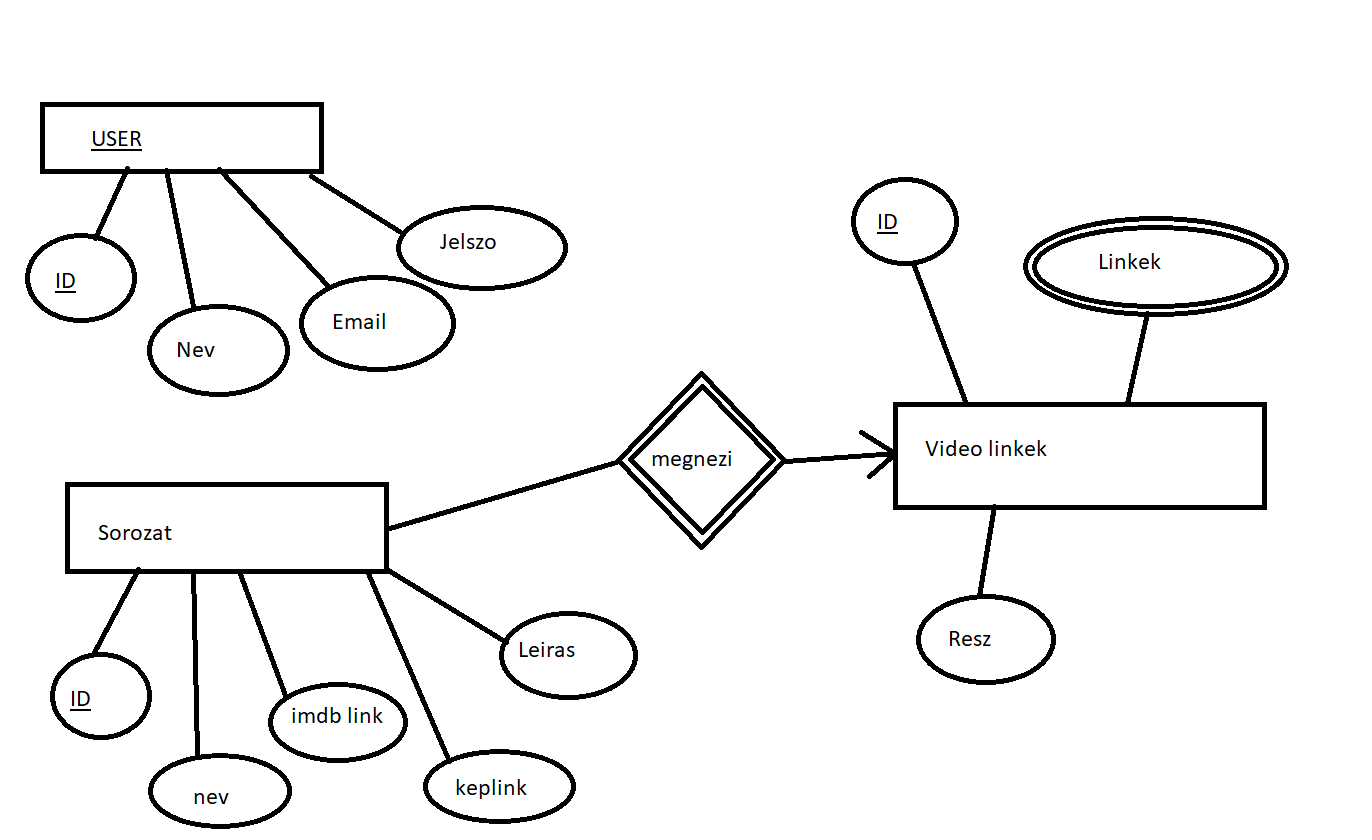 USER
ID
Nev
Email
Jelszo
ID
Linkek
megnezi
Video linkek
Resz
Sorozat
ID
nev
imdb link
keplink
Leiras